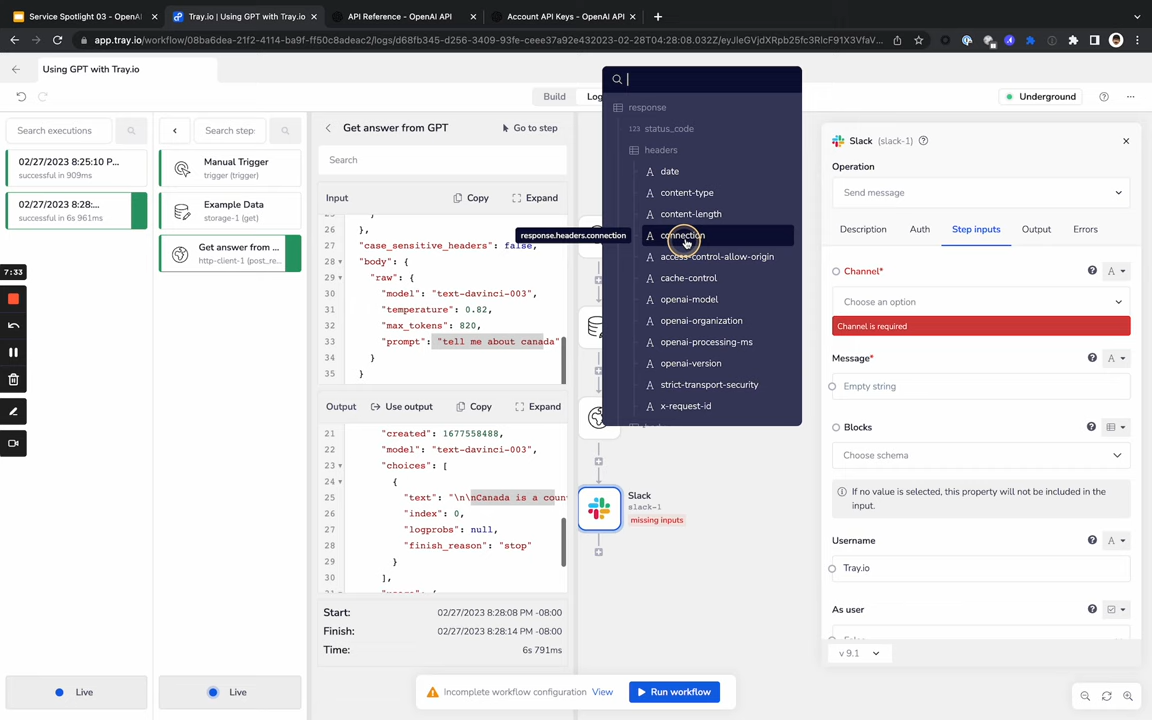 Service Spotlight 03 - OpenAI
Tray.io | Using GPT with Tray.io
API Reference - OpenAI API
Account API Keys - OpenAI API
app.tray.io/workflow/08ba6dea-21f2-4114-ba9f-ff50c8adeac2/logs/d68fb345-d256-3409-93fe-ceee37a92e432023-02-28T04:28:08.032Z/eyJleGVjdXRpb25fc3RlcF91X3VfaV...
Using GPT with Tray.io
Build
Underground
Search executions
02/27/2023 8:25:10 P...
successful in 909ms
02/27/2023 8:28:...
successful in 6s 961ms
Live
Search step
Manual Trigger
trigger (trigger)
Example Data
storage-1 (get)
Get answer from ...
http-client-1 (post_re...
Live
7:33
Get answer from GPT
Go to step
Search
Input
Copy
Expand
26 },
27 "case_sensitive_headers": false,
28 "body": {
29 "raw": {
30 "model": "text-davinci-003",
31 "temperature": 0.82,
32 "max_tokens": 820,
33 "prompt": "tell me about canada"
34 }
35 }
Output
Use output
Copy
Expand
21 "created": 1677558488,
22 "model": "text-davinci-003",
23 "choices": [
24 {
25 "text": "\n\nCanada is a coun
26 "index": 0,
27 "logprobs": null,
28 "finish_reason": "stop"
29 }
30 ],
Start:
02/27/2023 8:28:08 PM -08:00
Finish:
02/27/2023 8:28:14 PM -08:00
Time:
6s 791ms
response
123 status_code
headers
A date
A content-type
A content-length
response.headers.connection
A connection
A access-control-allow-origin
A cache-control
A openai-model
A openai-organization
A openai-processing-ms
A openai-version
A strict-transport-security
A x-request-id
Slack
slack-1
missing inputs
Incomplete workflow configuration
View
Run workflow
Slack (slack-1)
Operation
Send message
Description
Auth
Step inputs
Output
Errors
Channel*
A
Choose an option
Channel is required
Message*
A
Empty string
Blocks
Choose schema
If no value is selected, this property will not be included in the
input.
Username
A
Tray.io
As user
v 9.1